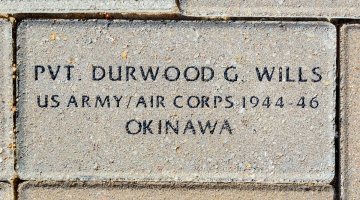 PVT. DURWOOD G. WILLS
US ARMY/AIR CORPS 1944-46
OKINAWA